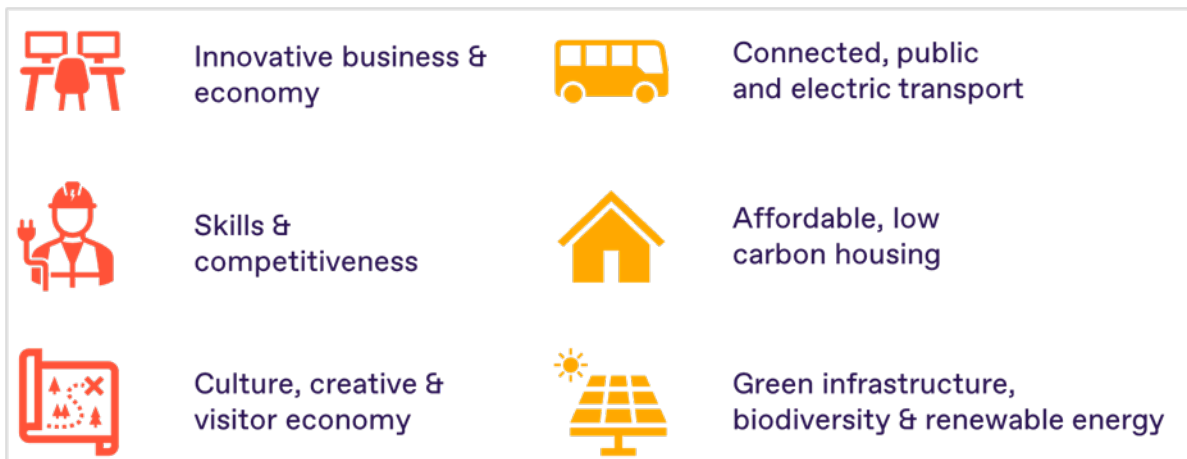 Innovative business &
economy
Connected, public
and electric transport
Skills &
competitiveness
Affordable, low
carbon housing
Culture, creative &
visitor economy
Green infrastructure,
biodiversity & renewable energy